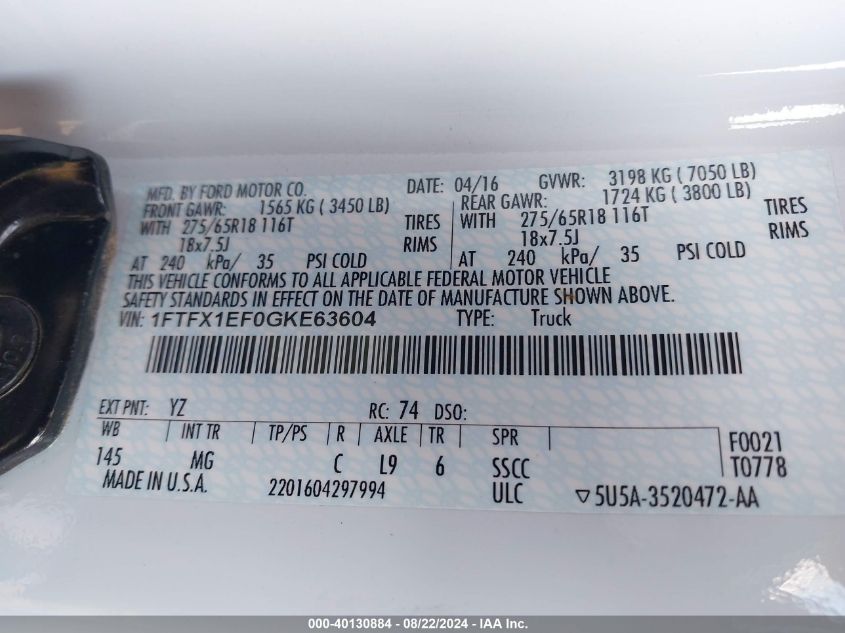 MFD. BY FORD MOTOR CO. DATE: 04/16 GVWR: 3198 KG ( 7050 LB)
FRONT GAWR: 1565 KG ( 3450 LB) REAR GAWR: 1724 KG ( 3800 LB)
WITH 275/65R18 116T TIRES WITH 275/65R18 116T TIRES
18x7.5J RIMS 18x7.5J RIMS
AT 240 kPa/ 35 PSI COLD AT 240 kPa/ 35 PSI COLD
THIS VEHICLE CONFORMS TO ALL APPLICABLE FEDERAL MOTOR VEHICLE
SAFETY STANDARDS IN EFFECT ON THE DATE OF MANUFACTURE SHOWN ABOVE.
VIN: 1FTFX1EF0GKE63604 TYPE: Truck
EXT PNT: YZ RC: 74 DSO:
WB INT TR TP/PS R AXLE TR SPR F0021
145 MG C L9 6 SSCC T0778
MADE IN U.S.A. 2201604297994 ULC ▽5U5A-3520472-AA
000-40130884 - 08/22/2024 - IAA Inc.